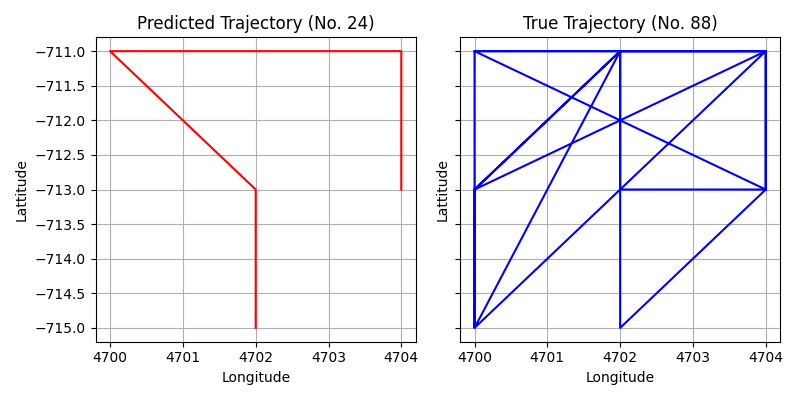 Predicted Trajectory (No. 24)
True Trajectory (No. 88)
Lattitude
−711.0
−711.5
−712.0
−712.5
−713.0
−713.5
−714.0
−714.5
−715.0
4700 4701 4702 4703 4704
Longitude
Lattitude
4700 4701 4702 4703 4704
Longitude